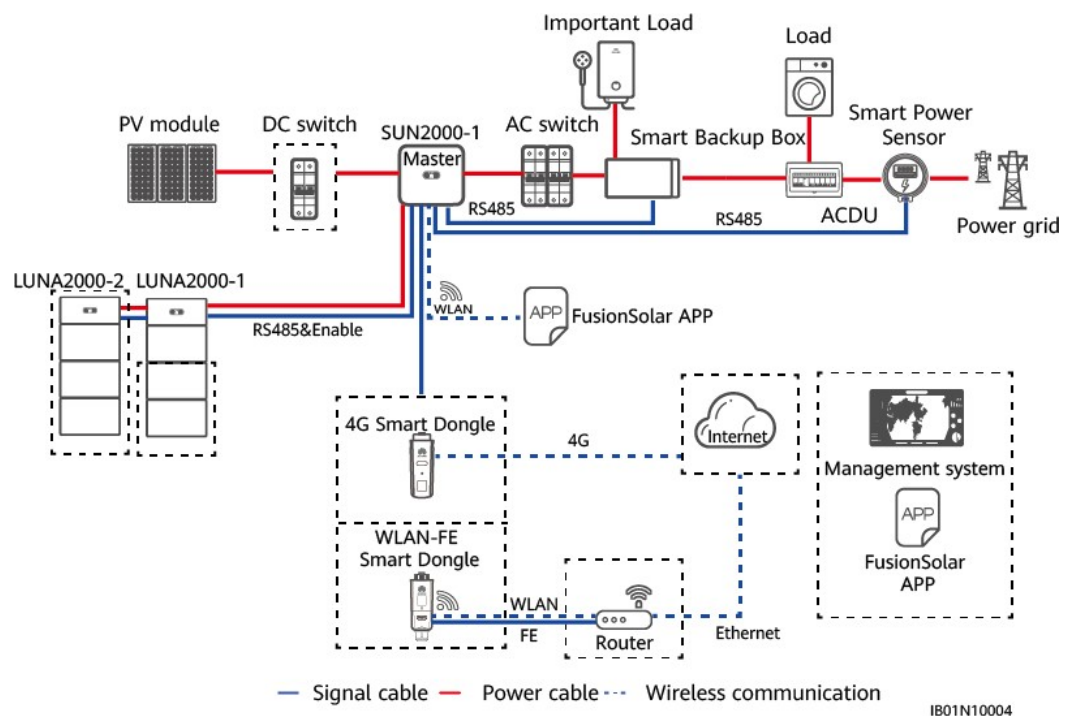 Important Load
Load
PV module
DC switch
SUN2000-1
Master
AC switch
Smart Backup Box
Smart Power
Sensor
RS485
RS485
ACDU
Power grid
LUNA2000-2
LUNA2000-1
RS485&Enable
WLAN
APP
FusionSolar APP
4G Smart Dongle
4G
Internet
Management system
APP
FusionSolar
APP
WLAN-FE
Smart Dongle
WLAN
FE
Router
Ethernet
Signal cable
Power cable
Wireless communication
IB01N10004